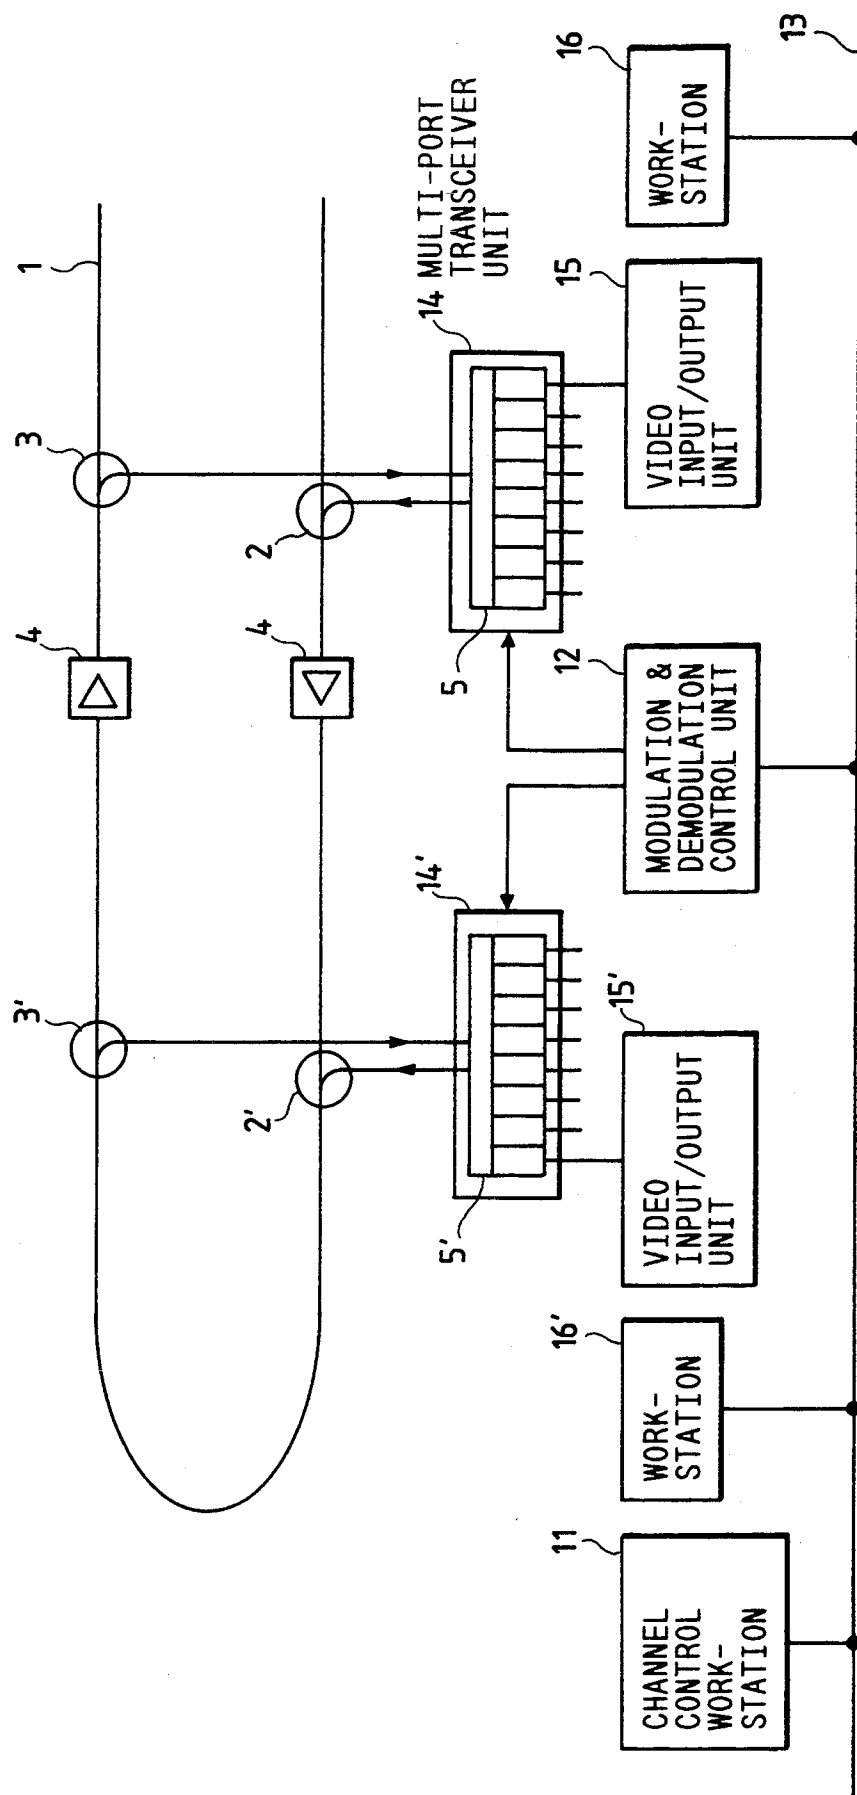 1
3
4
3'
2
4
2'
14 MULTI-PORT
TRANSCEIVER
UNIT
5
14'
5'
11
CHANNEL
CONTROL
WORK-
STATION
16'
WORK-
STATION
15'
VIDEO
INPUT/OUTPUT
UNIT
12
MODULATION &
DEMODULATION
CONTROL UNIT
15
VIDEO
INPUT/OUTPUT
UNIT
16
WORK-
STATION
13